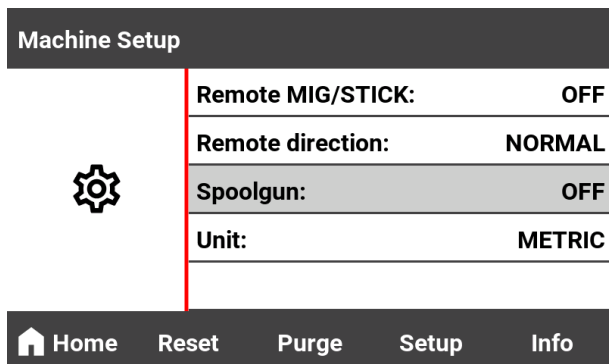 Machine Setup
Remote MIG/STICK: OFF
Remote direction: NORMAL
Spoolgun: OFF
Unit: METRIC
Home Reset Purge Setup Info